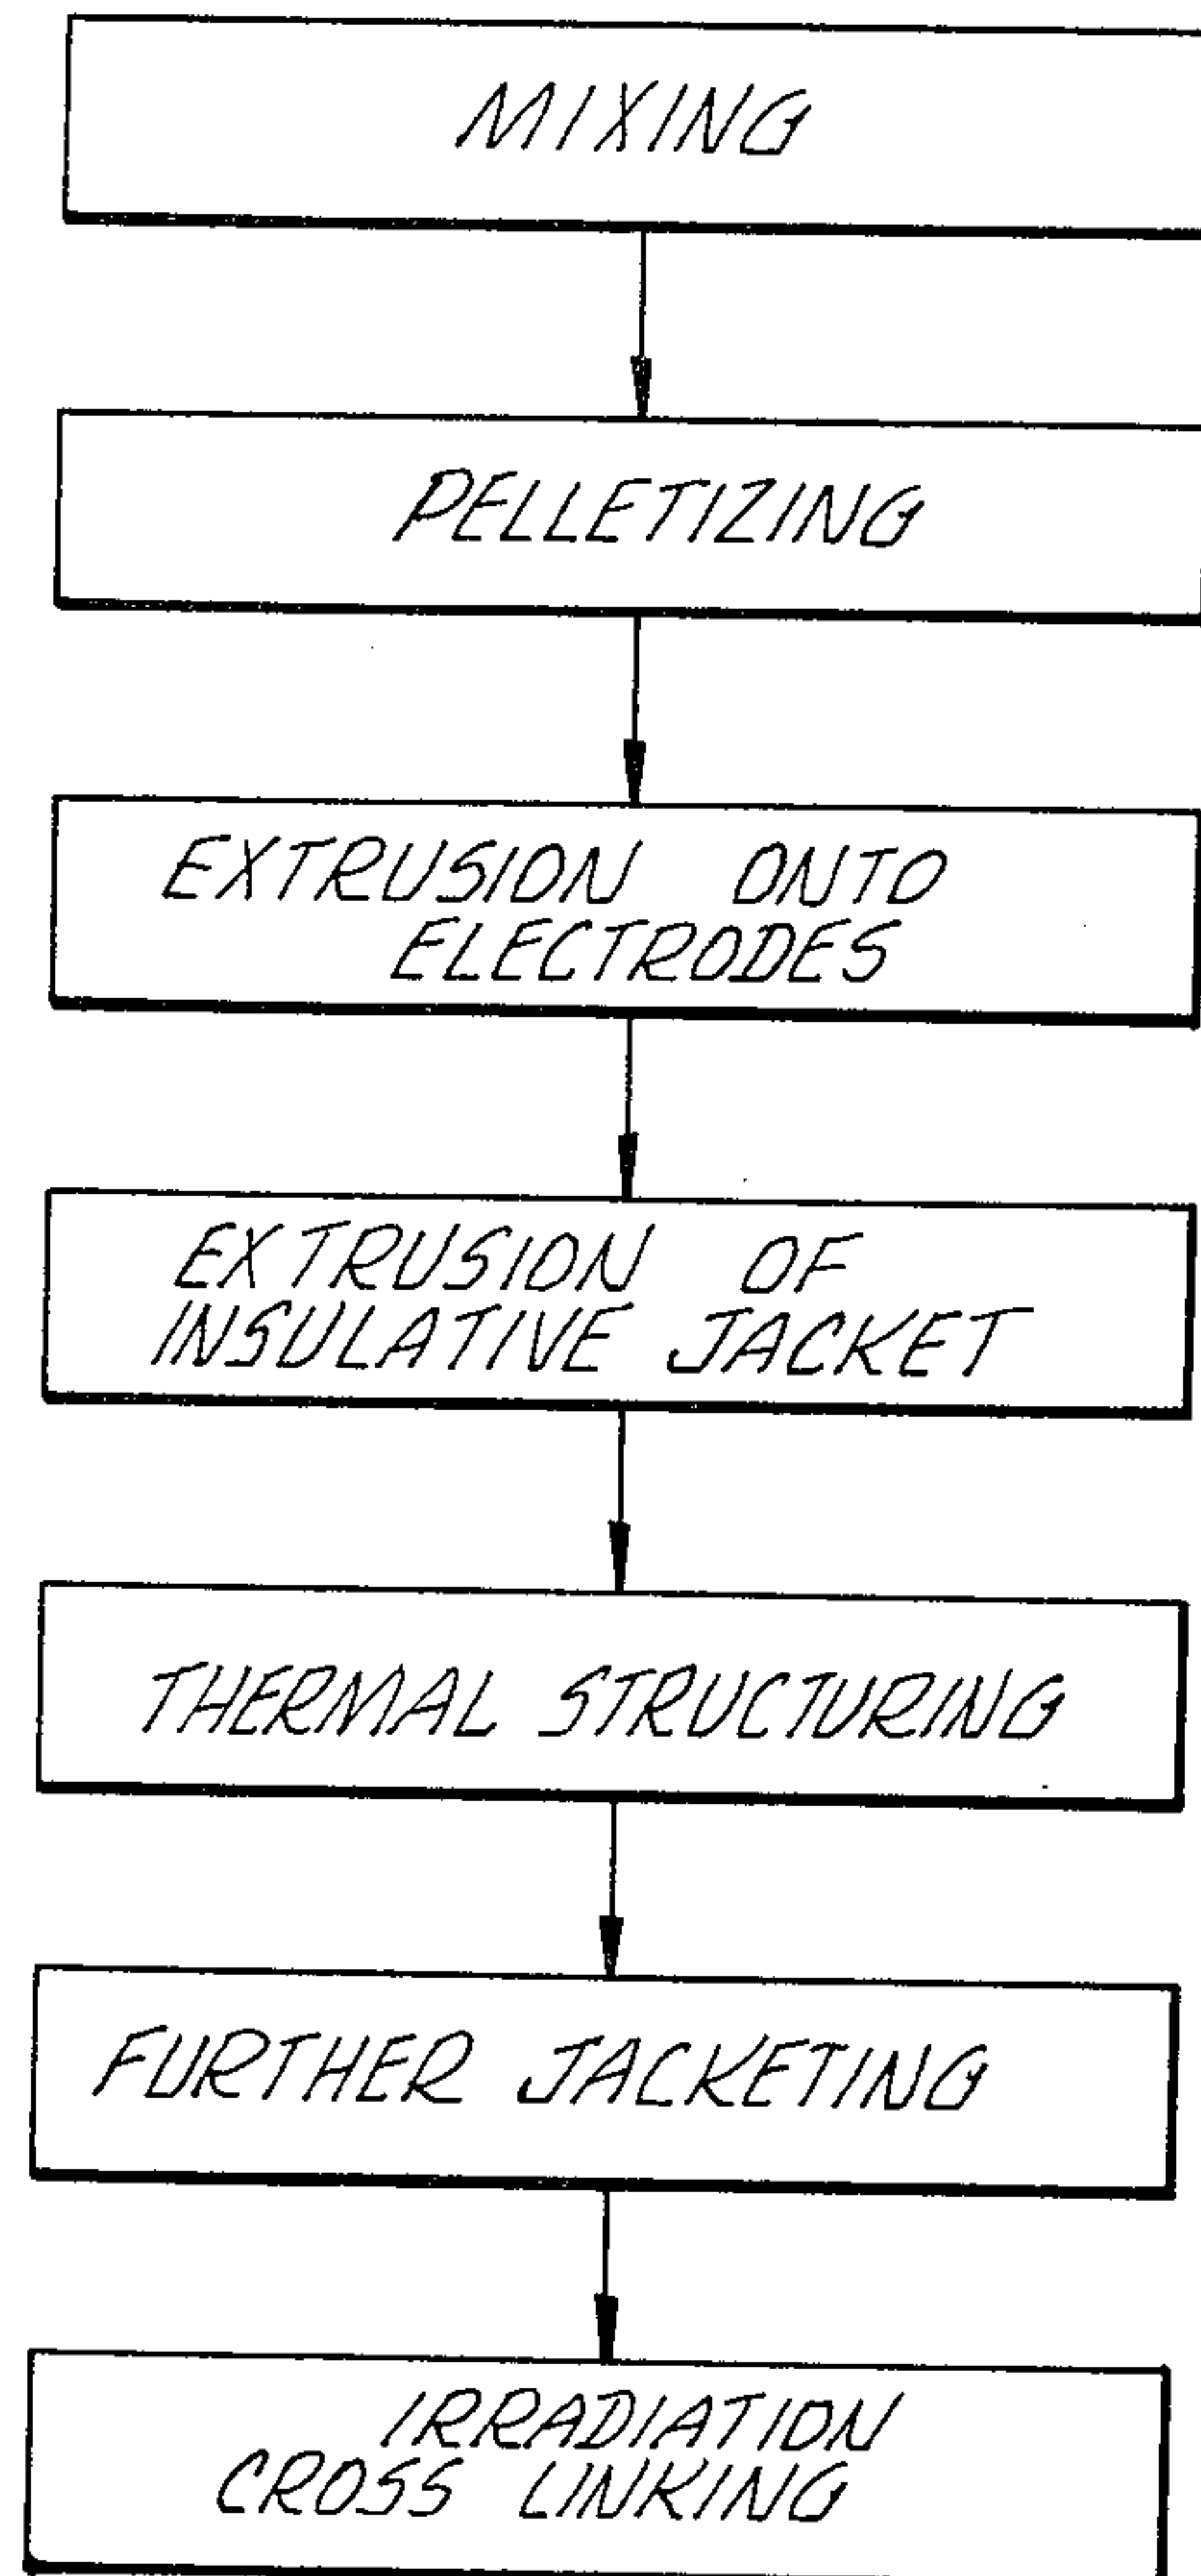 MIXING
PELLETIZING
EXTRUSION ONTO
ELECTRODES
EXTRUSION OF
INSULATIVE JACKET
THERMAL STRUCTURING
FURTHER JACKETING
IRRADIATION
CROSS LINKING